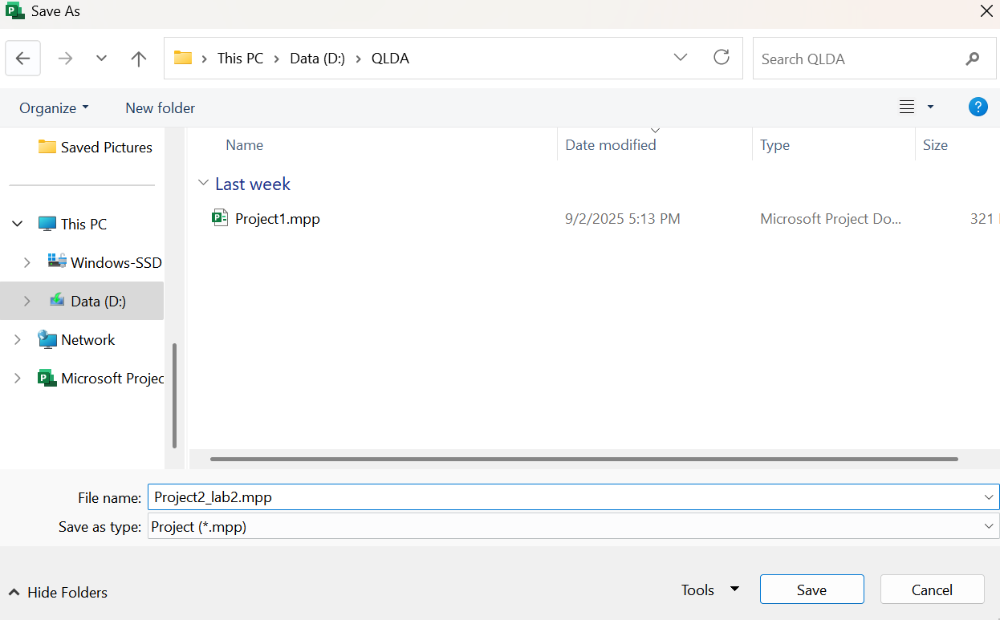 Save As
This PC > Data (D:) > QLDA
Search QLDA
Organize
New folder
Saved Pictures
Name
Date modified
Type
Size
Last week
Project1.mpp
9/2/2025 5:13 PM
Microsoft Project Do...
321
This PC
Windows-SSD
Data (D:)
Network
Microsoft Projec
File name: Project2_lab2.mpp
Save as type: Project (*.mpp)
Hide Folders
Tools
Save
Cancel